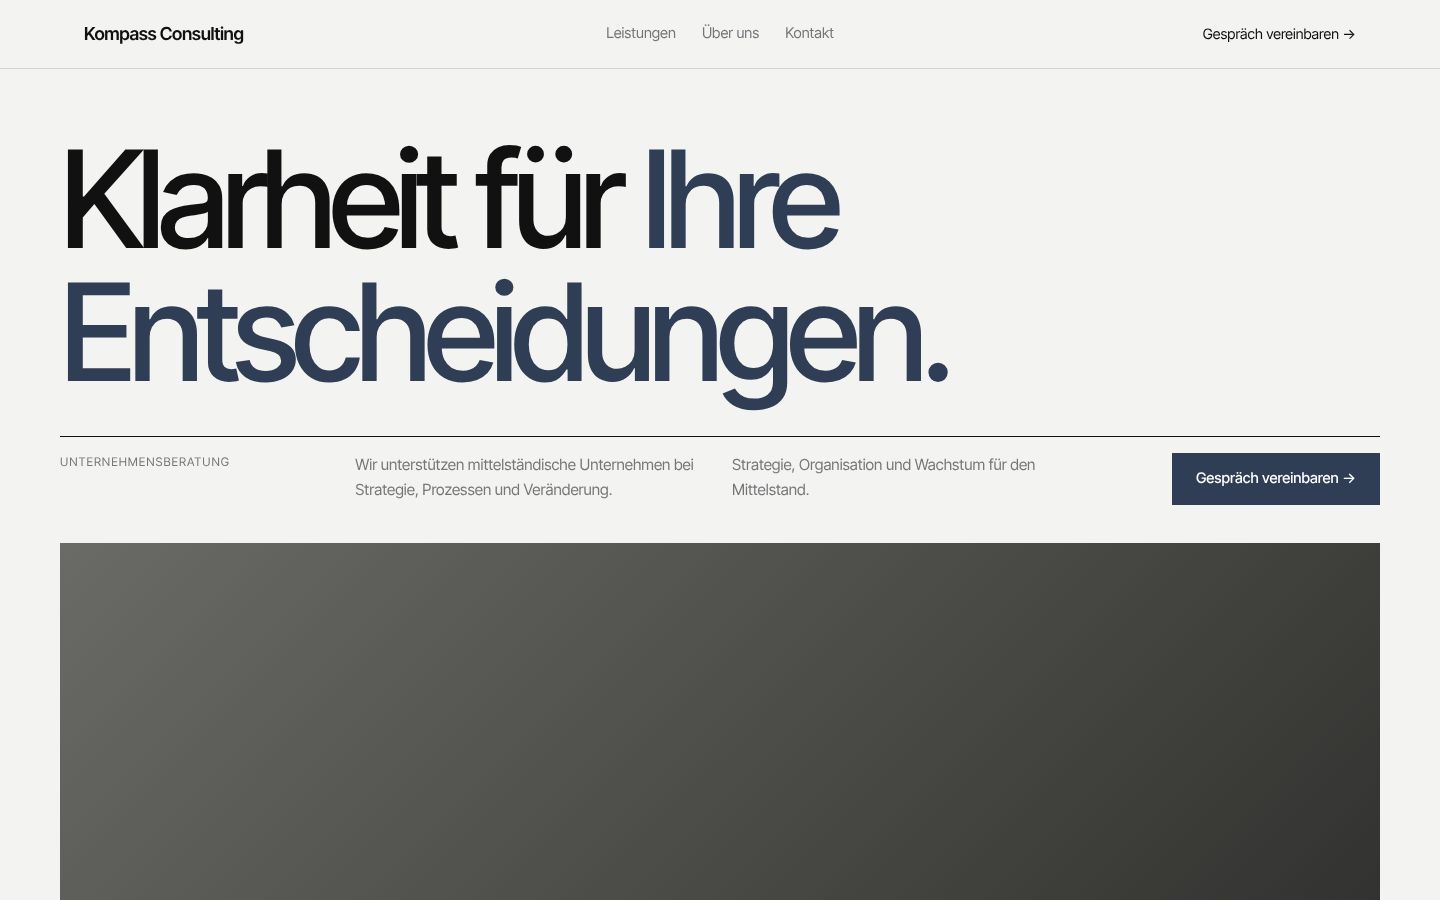 Kompass Consulting
Leistungen Über uns Kontakt
Gespräch vereinbaren →
Klarheit für Ihre
Entscheidungen.
UNTERNEHMENSBERATUNG
Wir unterstützen mittelständische Unternehmen bei
Strategie, Prozessen und Veränderung.
Strategie, Organisation und Wachstum für den
Mittelstand.
Gespräch vereinbaren →